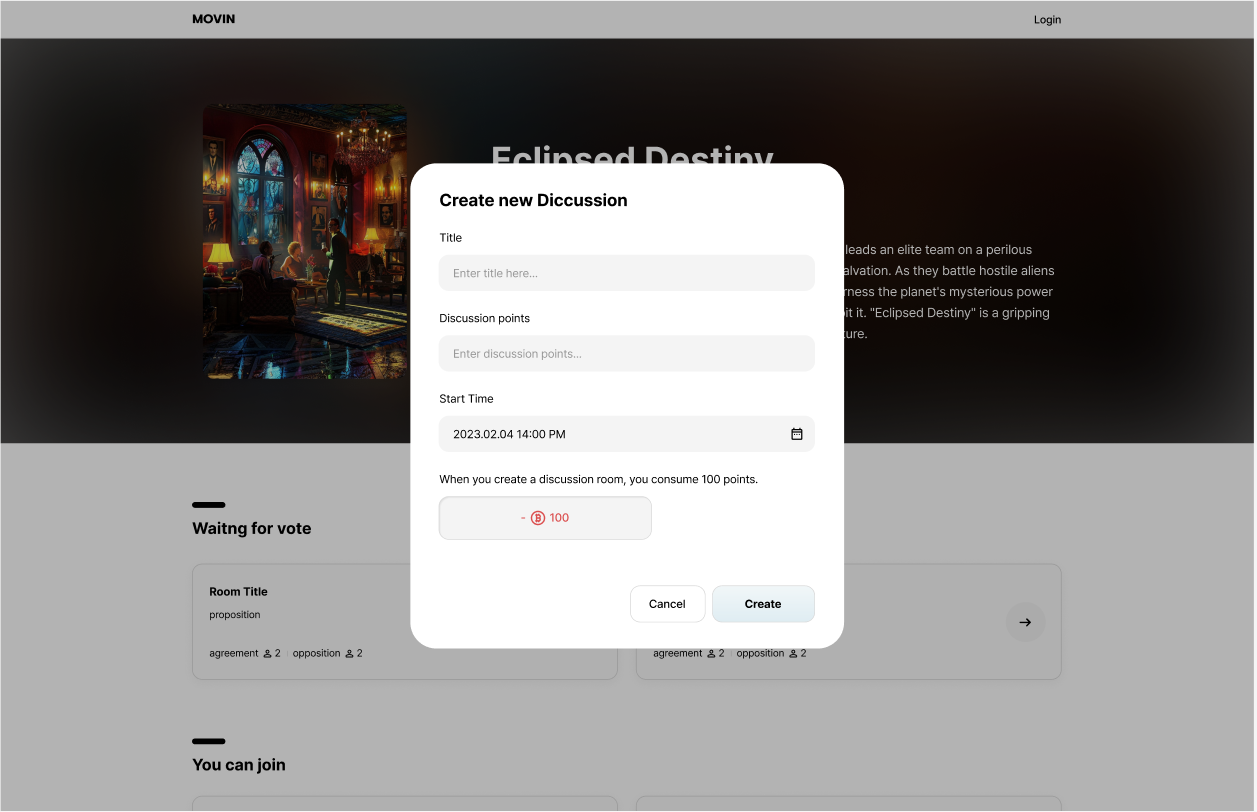 MOVIN
Login
Eclipsed Destiny
leads an elite team on a perilous
alvation. As they battle hostile aliens
rness the planet's mysterious power
it it. "Eclipsed Destiny" is a gripping
ture.
Create new Diccussion
Title
Enter title here...
Discussion points
Enter discussion points...
Start Time
2023.02.04 14:00 PM
When you create a discussion room, you consume 100 points.
- 100
Cancel
Create
Waitng for vote
Room Title
proposition
agreement 2 opposition 2
agreement 2 opposition 2
You can join